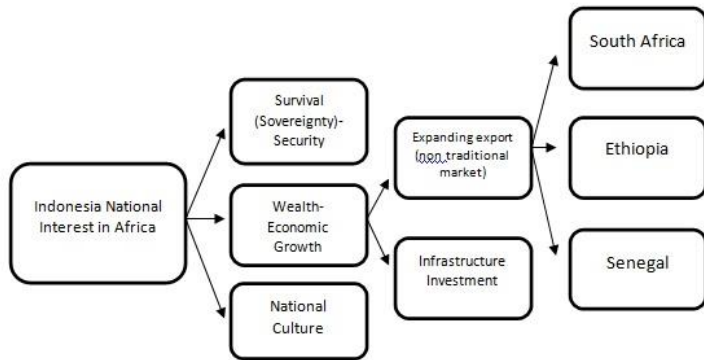 Indonesia National
Interest in Africa
Survival
(Sovereignty)-
Security
Wealth-
Economic
Growth
National
Culture
Expanding export
(non traditional
market)
Infrastructure
Investment
South Africa
Ethiopia
Senegal